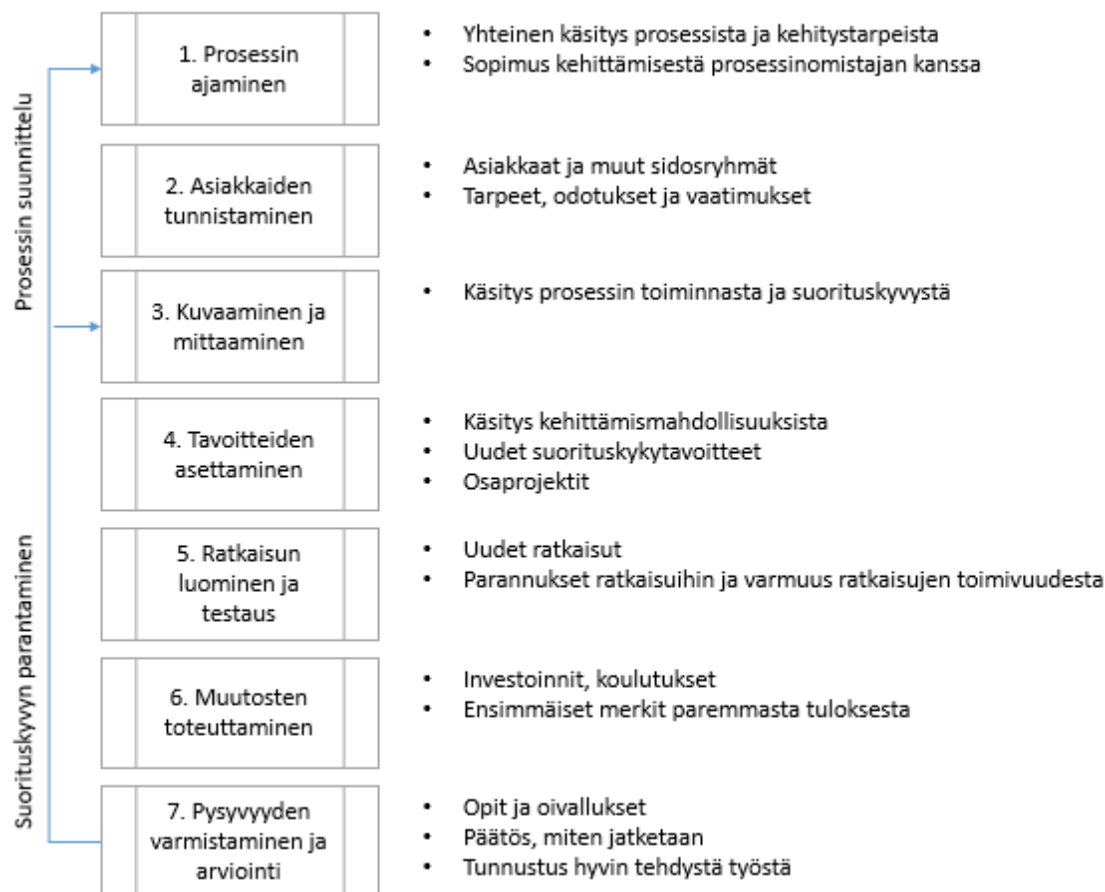 Prosessin suunnittelu
Suorituskyvyn parantaminen
1. Prosessin
ajaminen
• Yhteinen käsitys prosessista ja kehitystarpeista
• Sopimus kehittämisestä prosessinomistajan kanssa
2. Asiakkaiden
tunnistaminen
• Asiakkaat ja muut sidosryhmät
• Tarpeet, odotukset ja vaatimukset
3. Kuvaaminen ja
mittaaminen
• Käsitys prosessin toiminnasta ja suorituskyvystä
4. Tavoitteiden
asettaminen
• Käsitys kehittämismahdollisuuksista
• Uudet suorituskykytavoitteet
• Osaprojektit
5. Ratkaisun
luominen ja
testaus
• Uudet ratkaisut
• Parannukset ratkaisuihin ja varmuus ratkaisujen toimivuudesta
6. Muutosten
toteuttaminen
• Investoinnit, koulutukset
• Ensimmäiset merkit paremmasta tuloksesta
7. Pysyvyyden
varmistaminen ja
arviointi
• Opit ja oivallukset
• Päätös, miten jatketaan
• Tunnustus hyvin tehdystä työstä